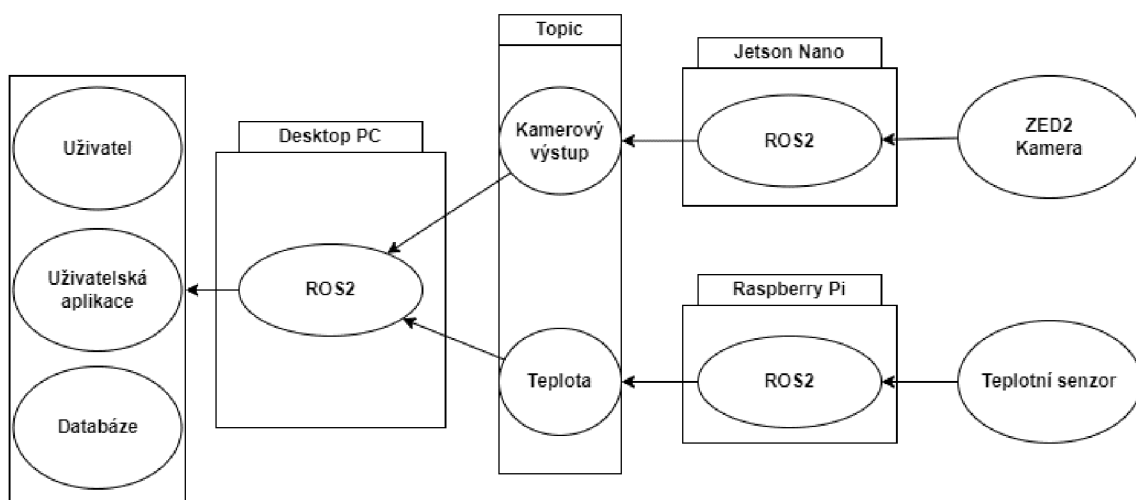 Topic
Jetson Nano
Uživatel
Desktop PC
Kamerový
výstup
ROS2
ZED2
Kamera
Uživatelská
aplikace
ROS2
Raspberry Pi
Databáze
Teplota
ROS2
Teplotní senzor